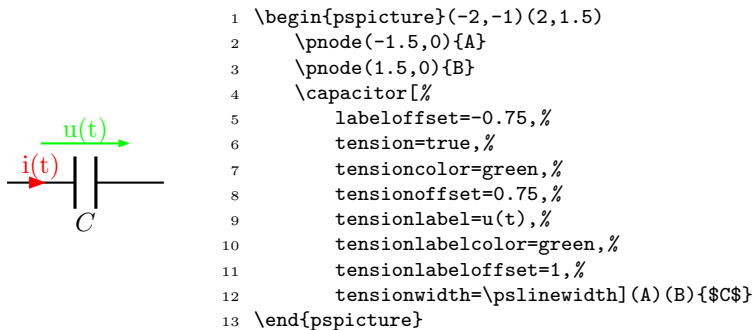 u(t)
i(t)
C
1 \begin{pspicture}(-2,-1)(2,1.5)
2 \pnode(-1.5,0){A}
3 \pnode(1.5,0){B}
4 \capacitor[%
5 labeloffset=-0.75,%
6 tension=true,%
7 tensioncolor=green,%
8 tensionoffset=0.75,%
9 tensionlabel=u(t),%
10 tensionlabelcolor=green,%
11 tensionlabeloffset=1,%
12 tensionwidth=\pslinewidth](A)(B){$C$}
13 \end{pspicture}